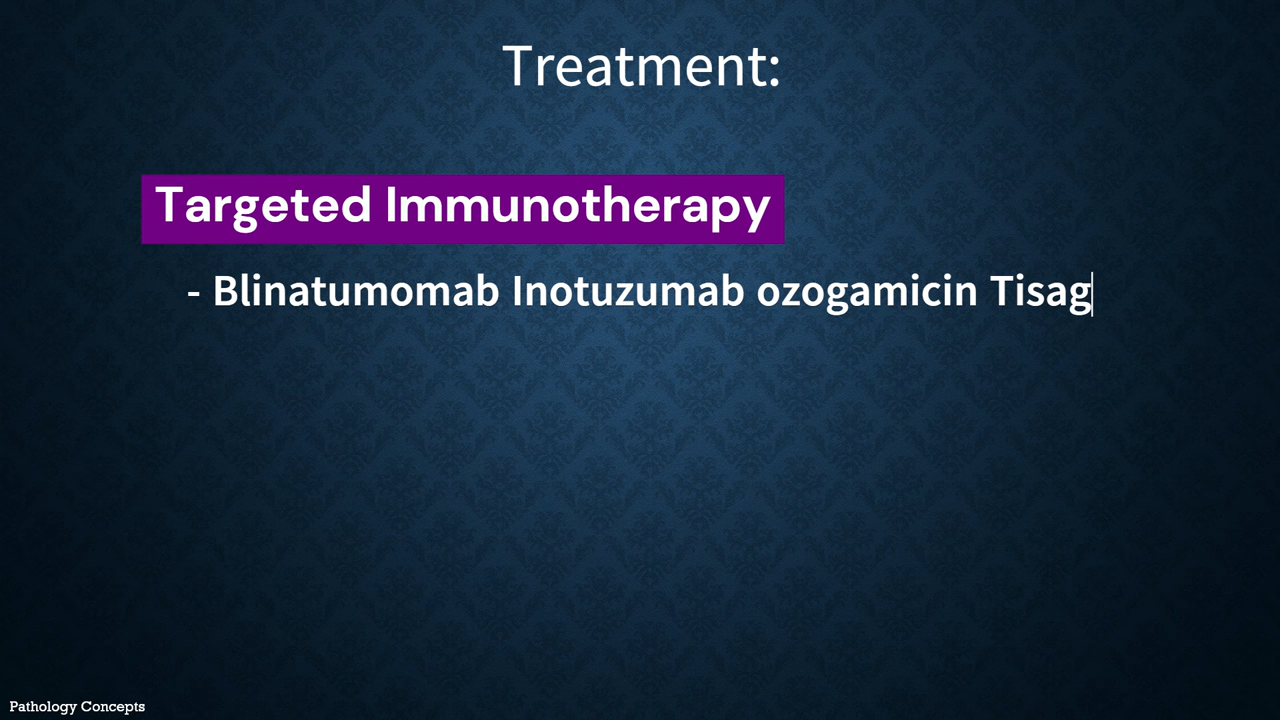 Treatment:
Targeted Immunotherapy
- Blinatumomab Inotuzumab ozogamicin Tisag
Pathology Concepts